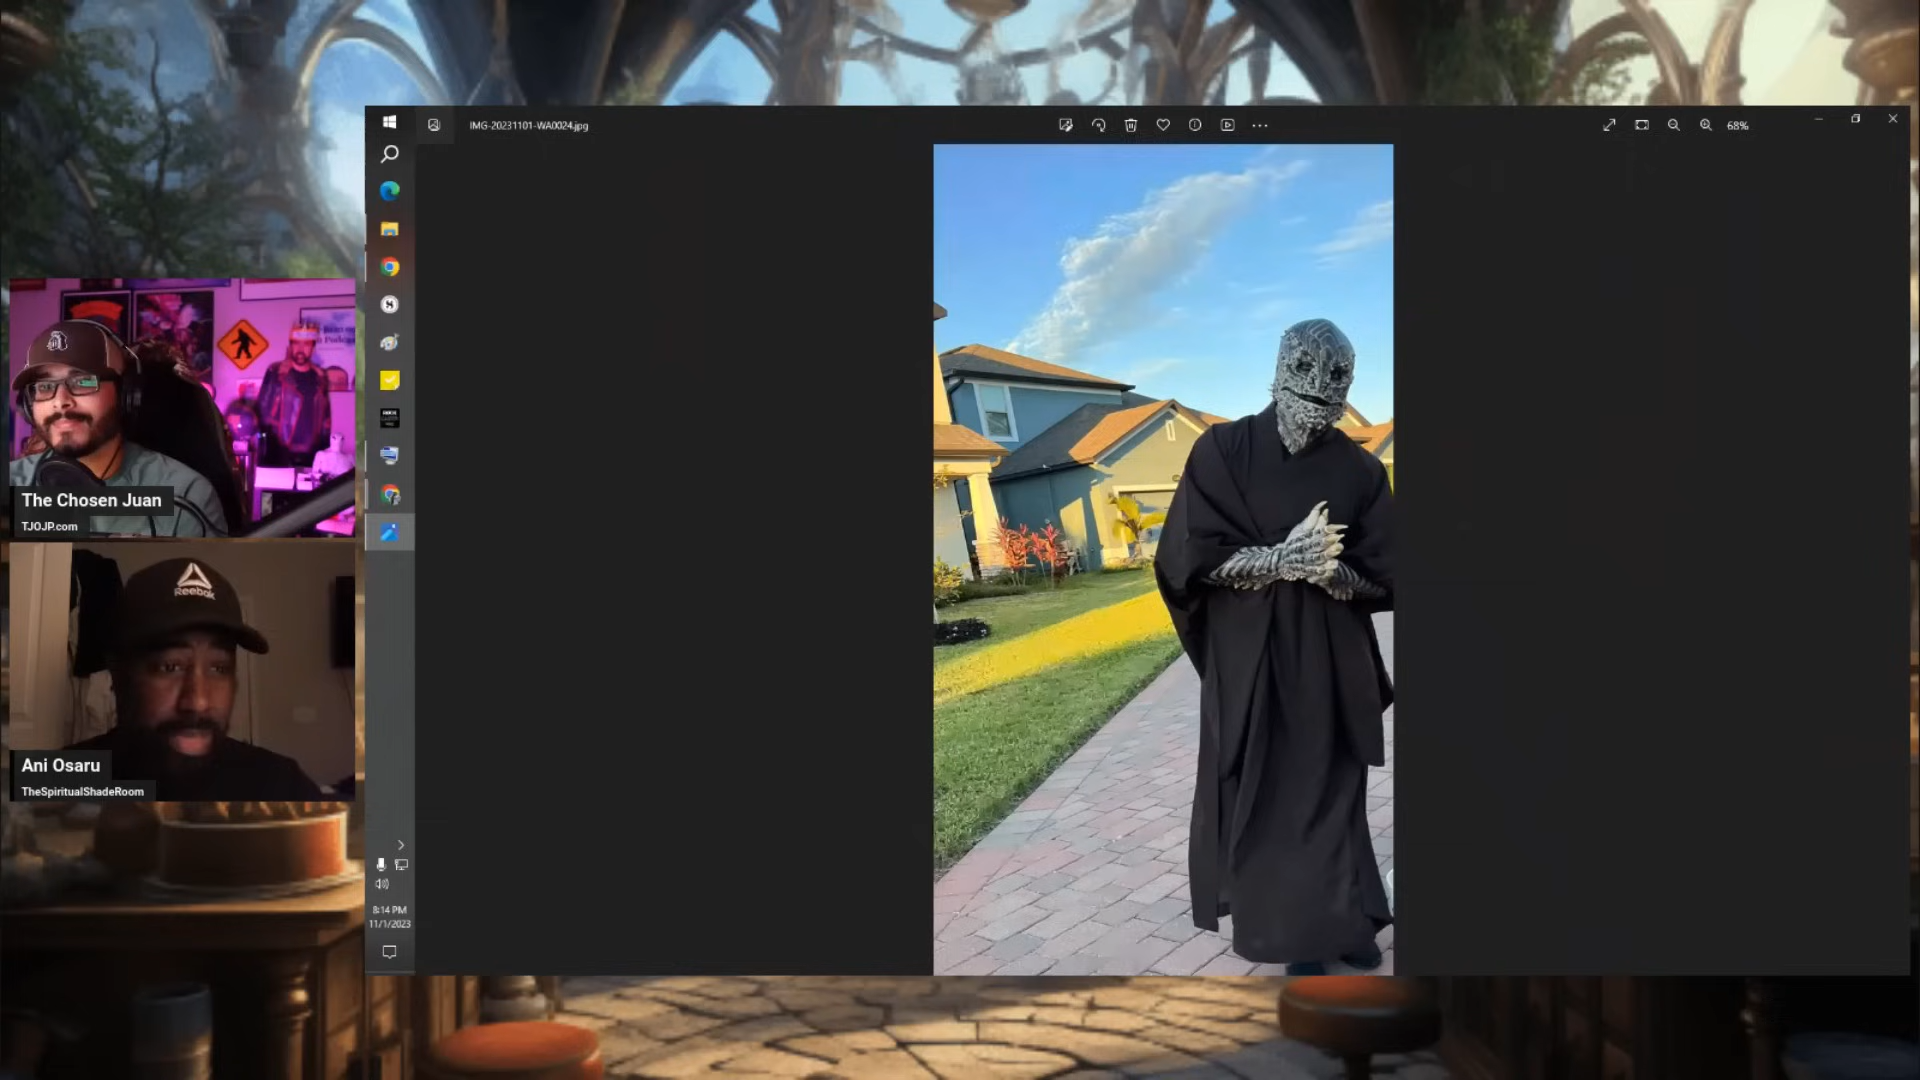 IMG-20231101-WA0024.jpg
68%
The Chosen Juan
TJOJP.com
Reebok
Ani Osaru
TheSpiritualShadeRoom
8:14 PM
11/1/2023